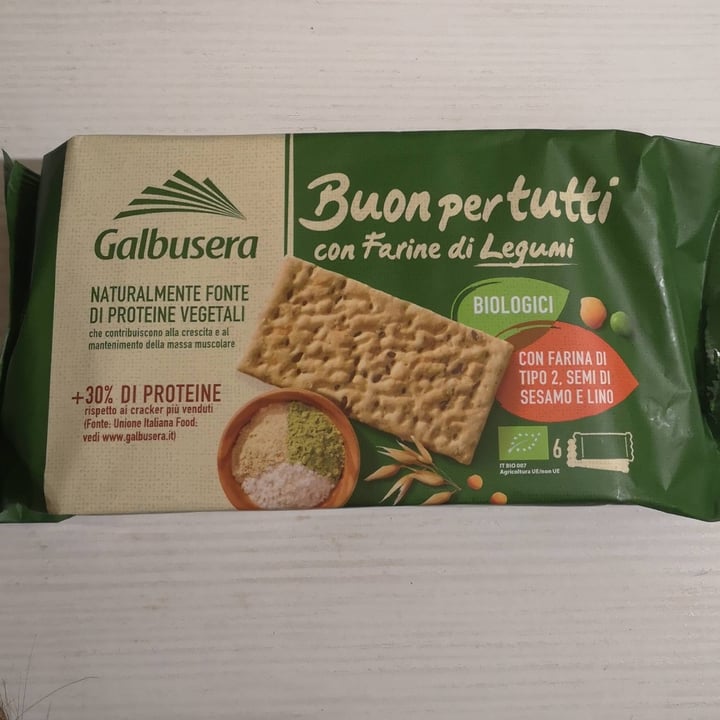 Galbusera
NATURALMENTE FONTE
DI PROTEINE VEGETALI
che contribuiscono alla crescita e al
mantenimento della massa muscolare
+30% DI PROTEINE
rispetto ai cracker più venduti
(Fonte: Unione Italiana Food;
vedi www.galbusera.it)
Buon per tutti
con Farine di Legumi
BIOLOGICI
CON FARINA DI
TIPO 2, SEMI DI
SESAMO E LINO
6
IT BIO 007
Agricoltura UE/non UE